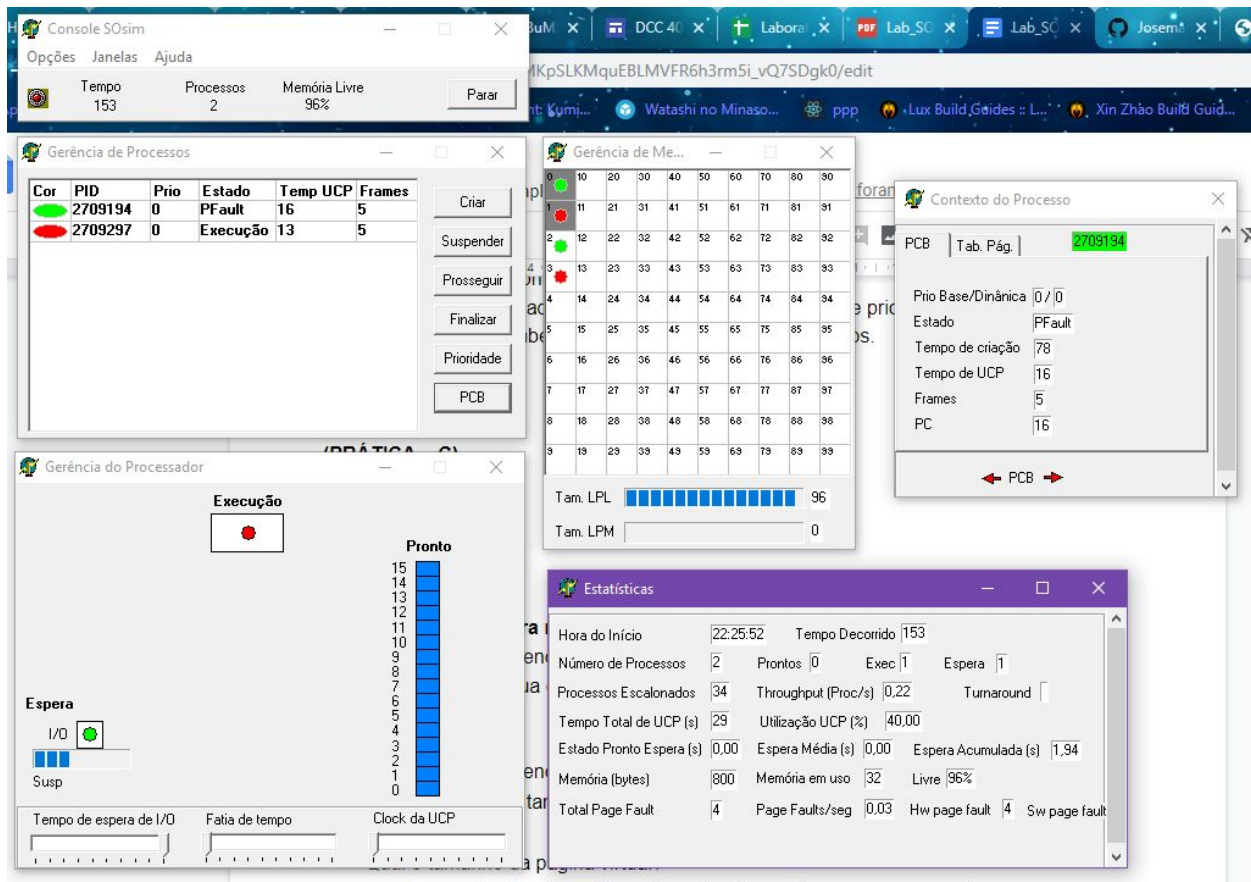 Console SOsim
Opções Janelas Ajuda
Tempo Processos Memória Livre
153 2 96%
Parar
DCC 40
Labora
PDF Lab_SO
Lab_SO
Josema
MKpSLKMquEBLMVFR6h3rm5i_vQ7SDgk0/edit
Watashi no Minaso... ppp Lux Build Guides :: L... Xin Zhao Build Guid...
Gerência de Processos
Cor PID Prio Estado Temp UCP Frames
2709194 0 PFault 16 5
2709297 0 Execução 13 5
Criar
Suspender
Prosseguir
Finalizar
Prioridade
PCB
Gerência de Me...
0 10 20 30 40 50 60 70 80 90
1 11 21 31 41 51 61 71 81 91
2 12 22 32 42 52 62 72 82 92
3 13 23 33 43 53 63 73 83 93
4 14 24 34 44 54 64 74 84 94
5 15 25 35 45 55 65 75 85 95
6 16 26 36 46 56 66 76 86 96
7 17 27 37 47 57 67 77 87 97
8 18 28 38 48 58 68 78 88 98
9 19 29 39 49 59 69 79 89 99
Tam. LPL 96
Tam. LPM 0
Contexto do Processo
PCB Tab. Pág. 2709194
Prio Base/Dinâmica 0 / 0
Estado PFault
Tempo de criação 78
Tempo de UCP 16
Frames 5
PC 16
PCB
Gerência do Processador
Execução
Pronto
15
14
13
12
11
10
9
8
7
6
5
4
3
2
1
0
Espera
I/O
Susp
Tempo de espera de I/O Fatia de tempo Clock da UCP
Estatísticas
Hora do Início 22:25:52 Tempo Decorrido 153
Número de Processos 2 Prontos 0 Exec 1 Espera 1
Processos Escalonados 34 Throughput (Proc/s) 0,22 Turnaround
Tempo Total de UCP (s) 29 Utilização UCP (%) 40,00
Estado Pronto Espera (s) 0,00 Espera Média (s) 0,00 Espera Acumulada (s) 1,94
Memória (bytes) 800 Memória em uso 32 Livre 96%
Total Page Fault 4 Page Faults/seg 0,03 Hw page fault 4 Sw page fault